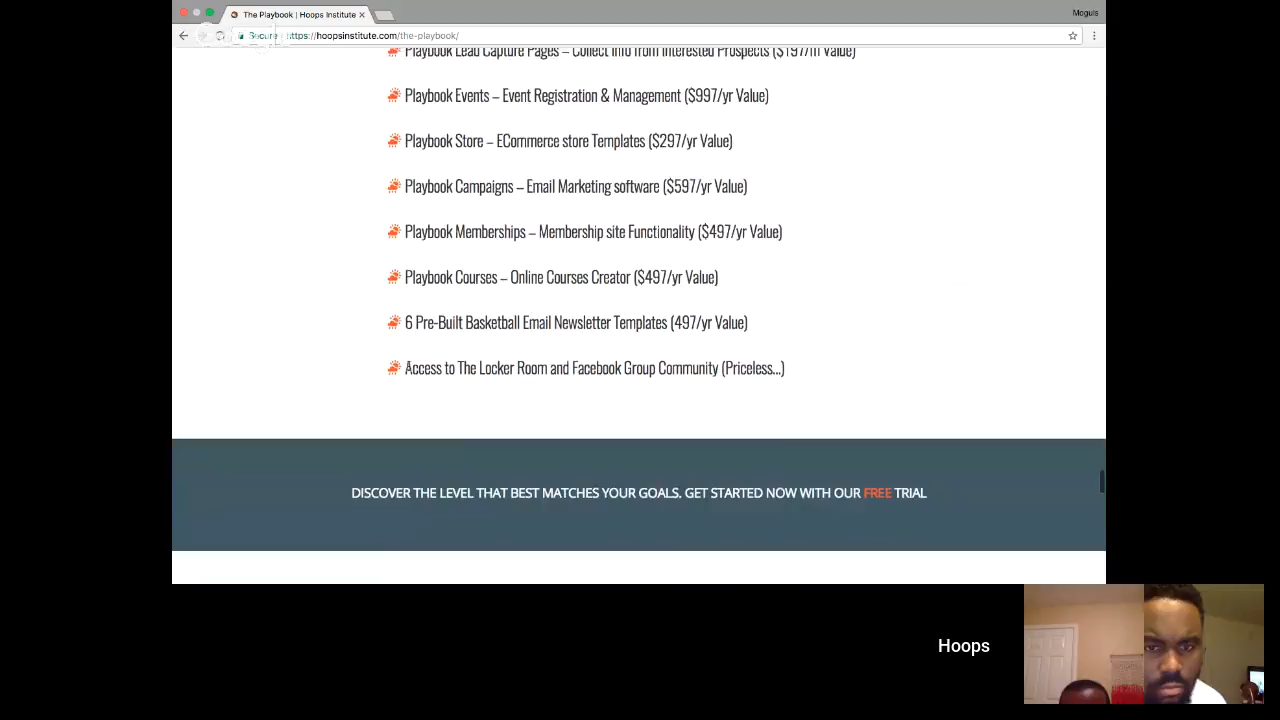 The Playbook | Hoops Institute
Moguls
Secure
https://hoopsinstitute.com/the-playbook/
Playbook Lead Capture Pages – Collect Info from Interested Prospects ($197/m Value)
Playbook Events – Event Registration & Management ($997/yr Value)
Playbook Store – ECommerce store Templates ($297/yr Value)
Playbook Campaigns – Email Marketing software ($597/yr Value)
Playbook Memberships – Membership site Functionality ($497/yr Value)
Playbook Courses – Online Courses Creator ($497/yr Value)
6 Pre-Built Basketball Email Newsletter Templates (497/yr Value)
Access to The Locker Room and Facebook Group Community (Priceless...)
DISCOVER THE LEVEL THAT BEST MATCHES YOUR GOALS. GET STARTED NOW WITH OUR FREE TRIAL
Hoops